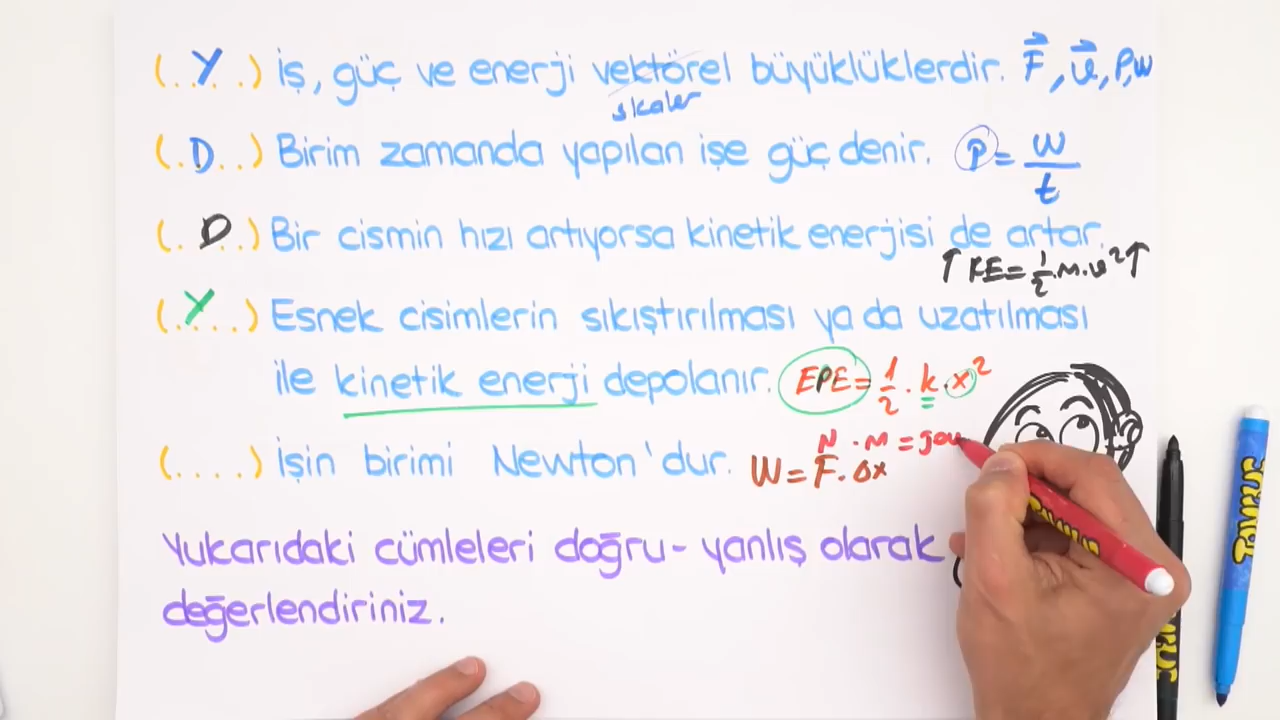 (. Y . .) İş, güç ve enerji vektörel büyüklüklerdir. F, v, P, W
skaler
(. D . .) Birim zamanda yapılan işe güç denir. P = W / t
(. D . .) Bir cismin hızı artıyorsa kinetik enerjisi de artar.
↑ KE = 1/2 . m . v² ↑
(. Y . .) Esnek cisimlerin sıkıştırılması ya da uzatılması
ile kinetik enerji depolanır. EPE = 1/2 . k . x²
N . m = jou
(. . . .) İşin birimi Newton'dur. W = F . Δx
Yukarıdaki cümleleri doğru - yanlış olarak
değerlendiriniz.